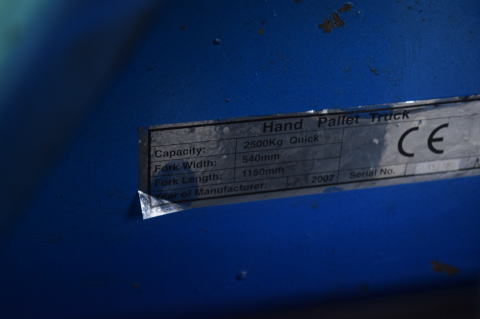 Hand Pallet Truck
Capacity: 2500Kg Quick
Fork Width: 540mm
Fork Length: 1150mm
Year of Manufacturer: 2007 Serial No.
CE